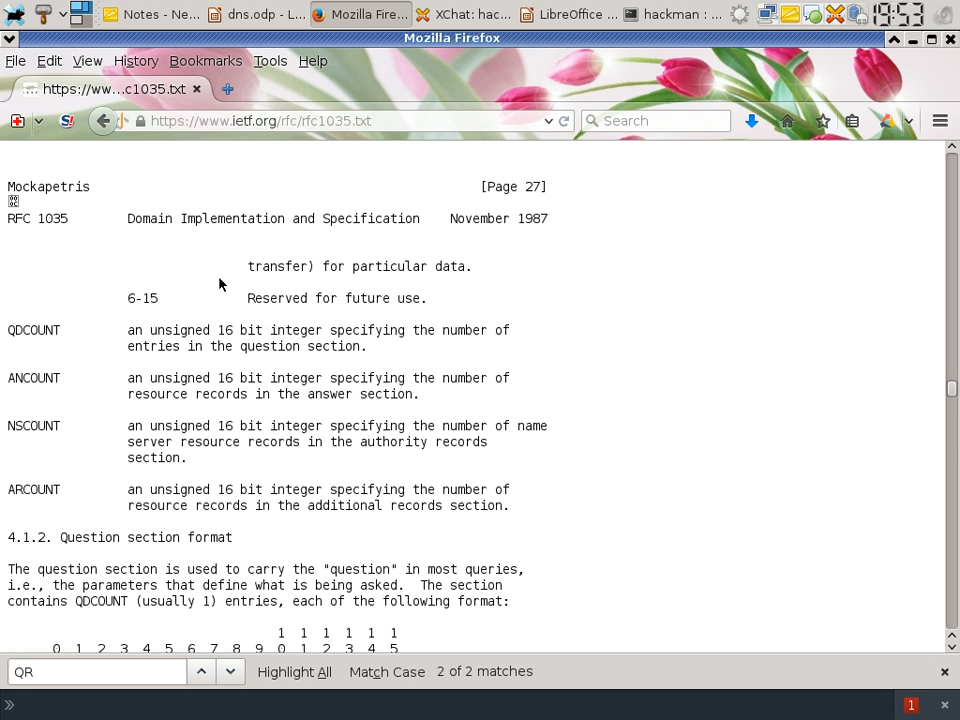 Notes - Ne...
dns.odp - L...
Mozilla Fire...
XChat: hac...
LibreOffice ...
hackman : ...
19:53
Mozilla Firefox
File Edit View History Bookmarks Tools Help
https://ww...c1035.txt
https://www.ietf.org/rfc/rfc1035.txt
Search
Mockapetris [Page 27]
RFC 1035 Domain Implementation and Specification November 1987
transfer) for particular data.
6-15 Reserved for future use.
QDCOUNT an unsigned 16 bit integer specifying the number of
entries in the question section.
ANCOUNT an unsigned 16 bit integer specifying the number of
resource records in the answer section.
NSCOUNT an unsigned 16 bit integer specifying the number of name
server resource records in the authority records
section.
ARCOUNT an unsigned 16 bit integer specifying the number of
resource records in the additional records section.
4.1.2. Question section format
The question section is used to carry the "question" in most queries,
i.e., the parameters that define what is being asked. The section
contains QDCOUNT (usually 1) entries, each of the following format:
1 1 1 1 1 1
0 1 2 3 4 5 6 7 8 9 0 1 2 3 4 5
QR
Highlight All
Match Case
2 of 2 matches
1